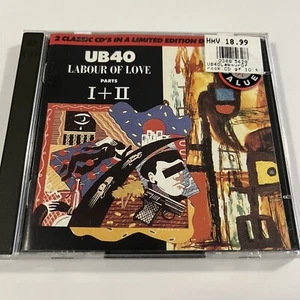 2 CLASSIC CD'S IN A LIMITED EDITION D
HMV 18.99
UB40
LABOUR OF LOVE
PARTS
I+II
VALUE